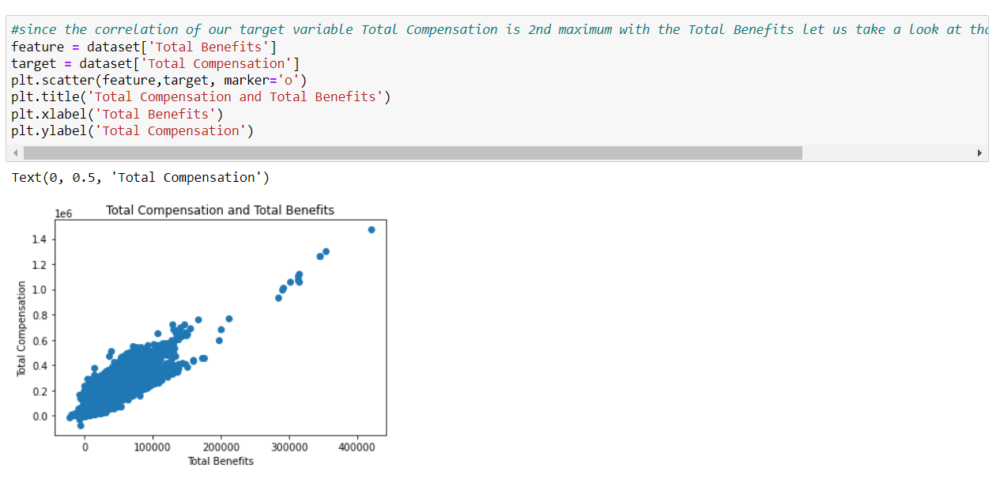 #since the correlation of our target variable Total Compensation is 2nd maximum with the Total Benefits let us take a look at
feature = dataset['Total Benefits']
target = dataset['Total Compensation']
plt.scatter(feature,target, marker='o')
plt.title('Total Compensation and Total Benefits')
plt.xlabel('Total Benefits')
plt.ylabel('Total Compensation')
Text(0, 0.5, 'Total Compensation')
1e6
Total Compensation and Total Benefits
1.4
1.2
1.0
0.8
0.6
0.4
0.2
0.0
Total Compensation
0 100000 200000 300000 400000
Total Benefits